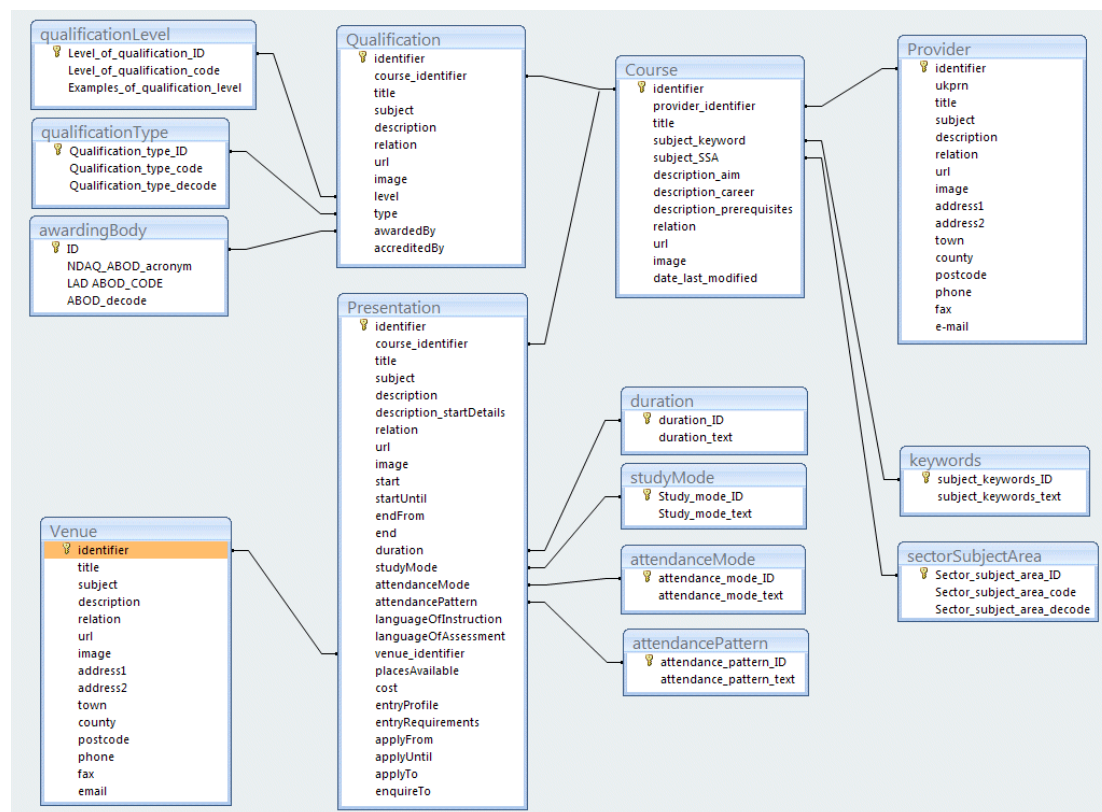 qualificationLevel
Level_of_qualification_ID
Level_of_qualification_code
Examples_of_qualification_level
qualificationType
Qualification_type_ID
Qualification_type_code
Qualification_type_decode
awardingBody
ID
NDAQ_ABOD_acronym
LAD ABOD_CODE
ABOD_decode
Qualification
identifier
course_identifier
title
subject
description
relation
url
image
level
type
awardedBy
accreditedBy
Course
identifier
provider_identifier
title
subject_keyword
subject_SSA
description_aim
description_career
description_prerequisites
relation
url
image
date_last_modified
Provider
identifier
ukprn
title
subject
description
relation
url
image
address1
address2
town
county
postcode
phone
fax
e-mail
Presentation
identifier
course_identifier
title
subject
description
description_startDetails
relation
url
image
start
startUntil
endFrom
end
duration
studyMode
attendanceMode
attendancePattern
languageOfInstruction
languageOfAssessment
venue_identifier
placesAvailable
cost
entryProfile
entryRequirements
applyFrom
applyUntil
applyTo
enquireTo
duration
duration_ID
duration_text
studyMode
Study_mode_ID
Study_mode_text
attendanceMode
attendance_mode_ID
attendance_mode_text
attendancePattern
attendance_pattern_ID
attendance_pattern_text
keywords
subject_keywords_ID
subject_keywords_text
sectorSubjectArea
Sector_subject_area_ID
Sector_subject_area_code
Sector_subject_area_decode
Venue
identifier
title
subject
description
relation
url
image
address1
address2
town
county
postcode
phone
fax
email